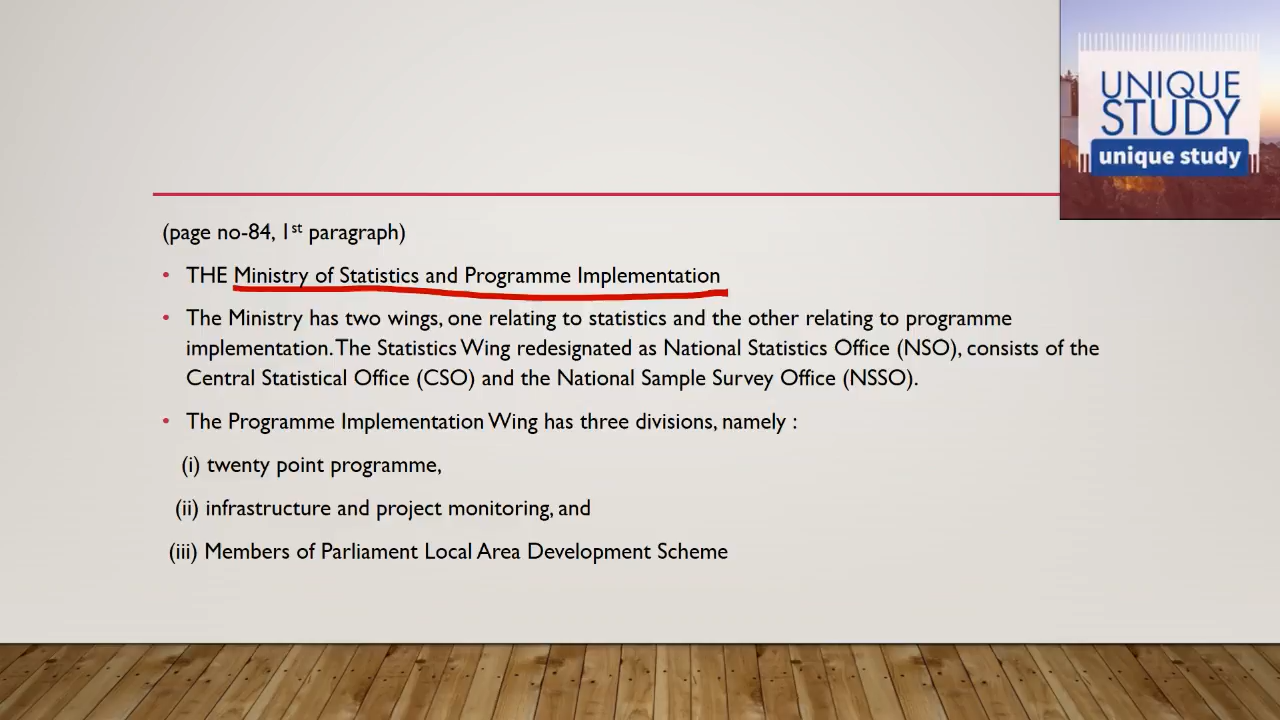 UNIQUE
STUDY
unique study
(page no-84, 1st paragraph)
• THE Ministry of Statistics and Programme Implementation
• The Ministry has two wings, one relating to statistics and the other relating to programme
implementation. The Statistics Wing redesignated as National Statistics Office (NSO), consists of the
Central Statistical Office (CSO) and the National Sample Survey Office (NSSO).
• The Programme Implementation Wing has three divisions, namely :
(i) twenty point programme,
(ii) infrastructure and project monitoring, and
(iii) Members of Parliament Local Area Development Scheme